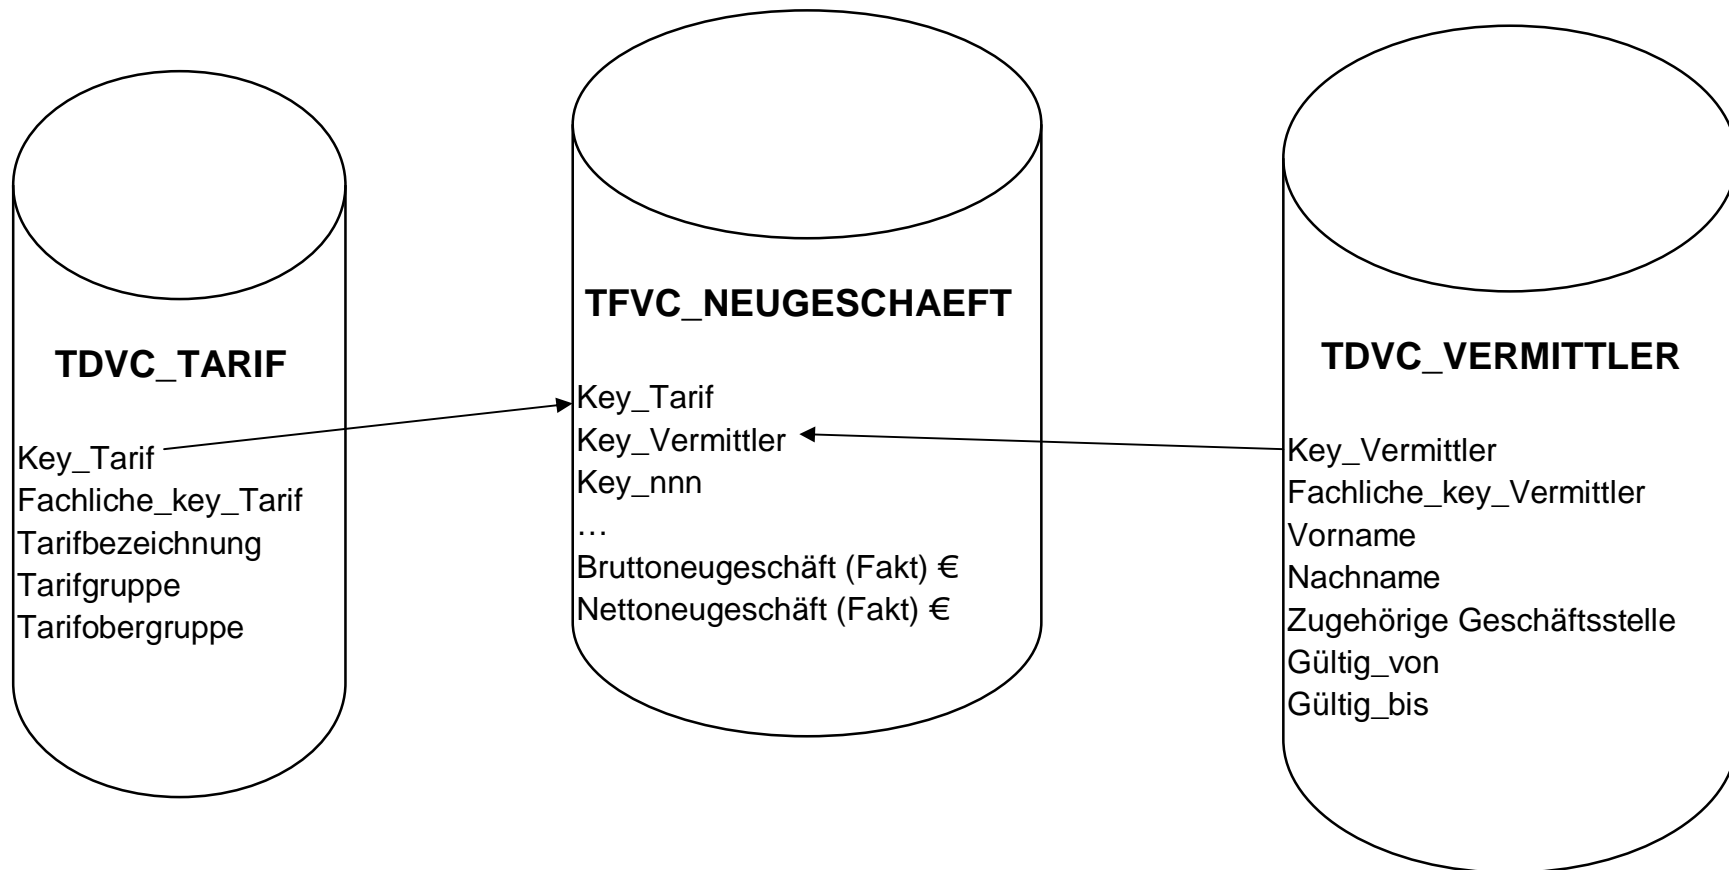 TDVC_TARIF
Key_Tarif
Fachliche_key_Tarif
Tarifbezeichnung
Tarifgruppe
Tarifobergruppe
TFVC_NEUGESCHAEFT
Key_Tarif
Key_Vermittler
Key_nnn
…
Bruttoneugeschäft (Fakt) €
Nettoneugeschäft (Fakt) €
TDVC_VERMITTLER
Key_Vermittler
Fachliche_key_Vermittler
Vorname
Nachname
Zugehörige Geschäftsstelle
Gültig_von
Gültig_bis